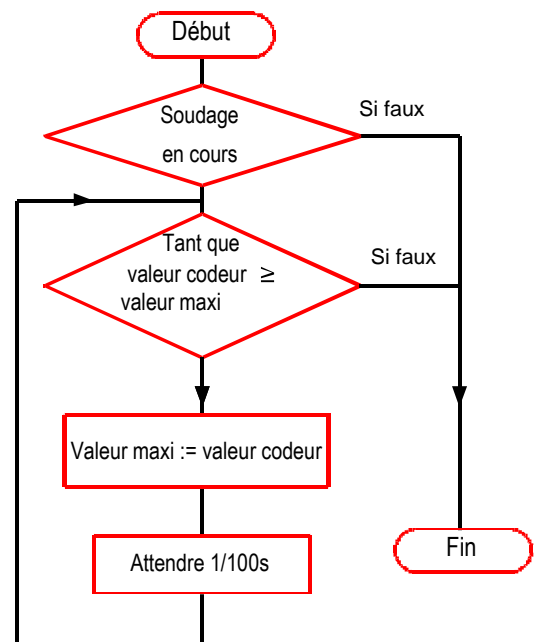 Début
Soudage
en cours
Si faux
Tant que
valeur codeur ≥
valeur maxi
Si faux
Valeur maxi := valeur codeur
Attendre 1/100s
Fin